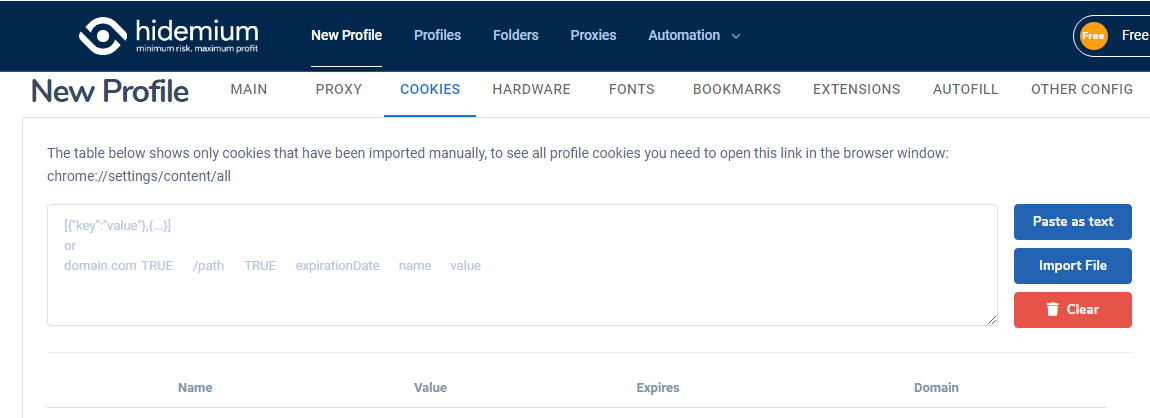 hidemium
minimum risk, maximum profit
New Profile Profiles Folders Proxies Automation Free Free
New Profile MAIN PROXY COOKIES HARDWARE FONTS BOOKMARKS EXTENSIONS AUTOFILL OTHER CONFIG
The table below shows only cookies that have been imported manually, to see all profile cookies you need to open this link in the browser window:
chrome://settings/content/all
[{"key":"value"},{...}]
or
domain.com TRUE /path TRUE expirationDate name value
Paste as text
Import File
Clear
Name Value Expires Domain